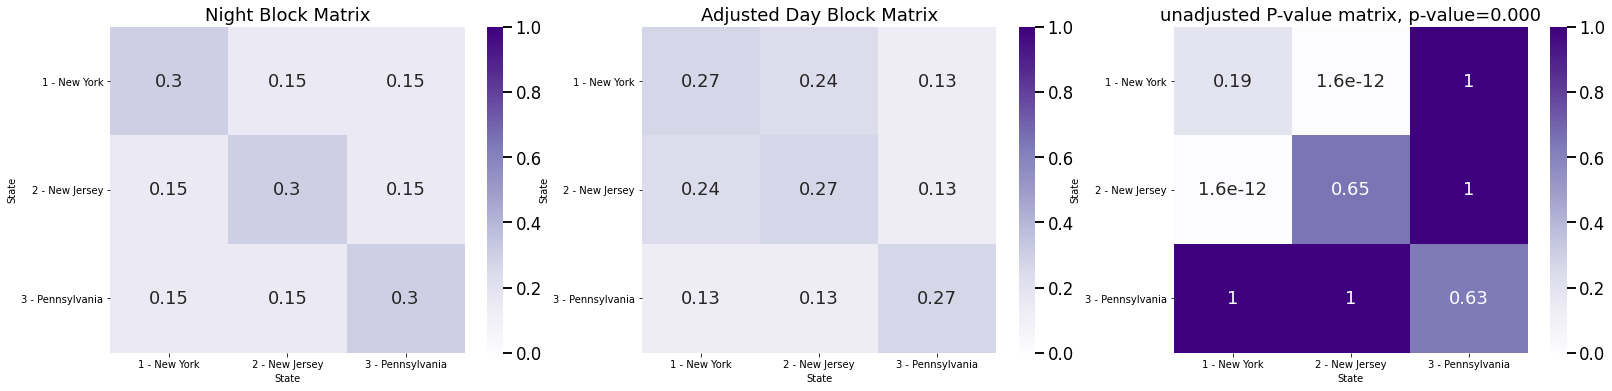 Night Block Matrix
1 - New York
2 - New Jersey
3 - Pennsylvania
State
0.3 0.15 0.15
0.15 0.3 0.15
0.15 0.15 0.3
1 - New York 2 - New Jersey 3 - Pennsylvania
State
1.0
0.8
0.6
0.4
0.2
0.0
Adjusted Day Block Matrix
1 - New York
2 - New Jersey
3 - Pennsylvania
State
0.27 0.24 0.13
0.24 0.27 0.13
0.13 0.13 0.27
1 - New York 2 - New Jersey 3 - Pennsylvania
State
1.0
0.8
0.6
0.4
0.2
0.0
unadjusted P-value matrix, p-value=0.000
1 - New York
2 - New Jersey
3 - Pennsylvania
State
0.19 1.6e-12 1
1.6e-12 0.65 1
1 1 0.63
1 - New York 2 - New Jersey 3 - Pennsylvania
State
1.0
0.8
0.6
0.4
0.2
0.0